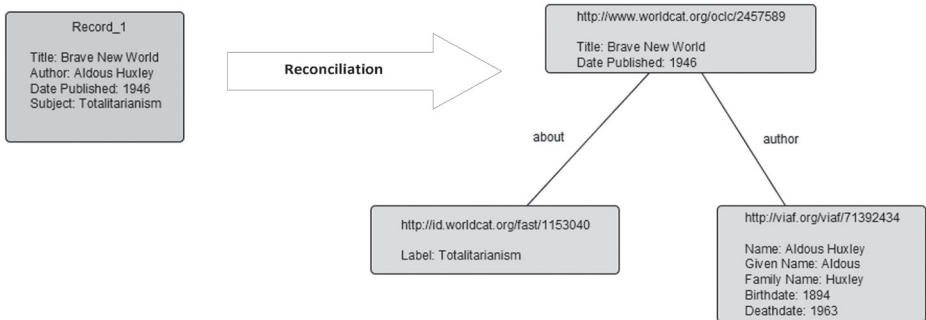 Record_1
Title: Brave New World
Author: Aldous Huxley
Date Published: 1946
Subject: Totalitarianism
Reconciliation
http://www.worldcat.org/oclc/2457589
Title: Brave New World
Date Published: 1946
about
author
http://id.worldcat.org/fast/1153040
Label: Totalitarianism
http://viaf.org/viaf/71392434
Name: Aldous Huxley
Given Name: Aldous
Family Name: Huxley
Birthdate: 1894
Deathdate: 1963